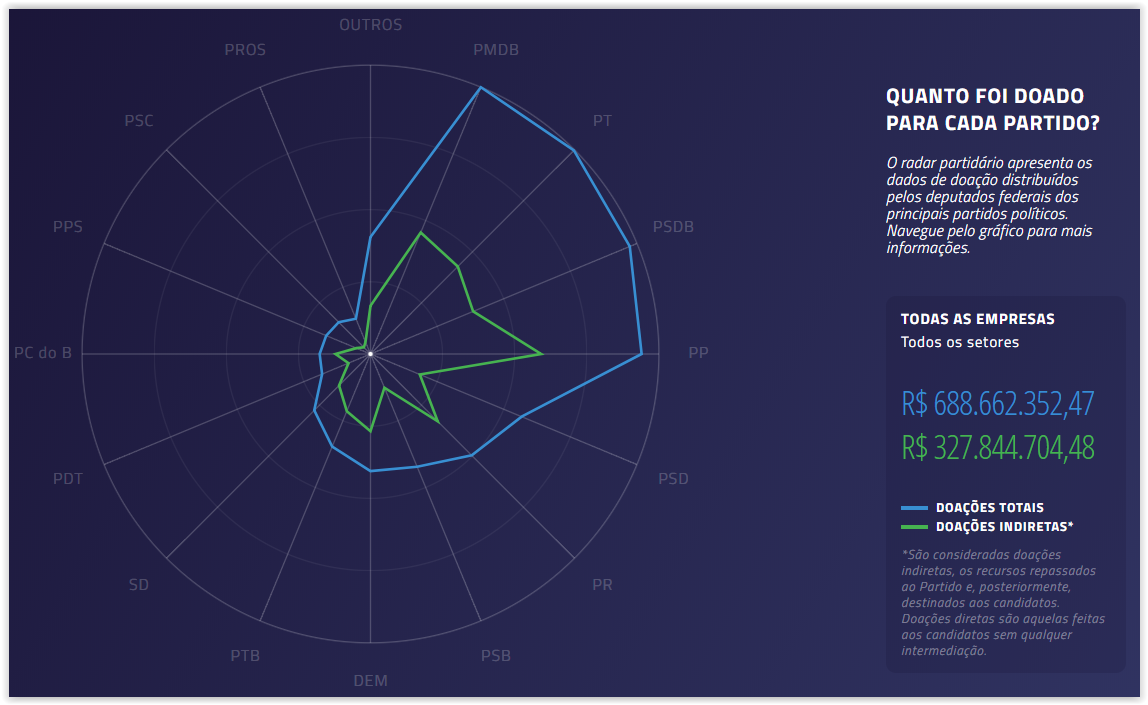 OUTROS
PROS
PMDB
PSC
PT
PPS
PSDB
PC do B
PP
PDT
PSD
SD
PR
PTB
PSB
DEM
QUANTO FOI DOADO
PARA CADA PARTIDO?
O radar partidário apresenta os
dados de doação distribuídos
pelos deputados federais dos
principais partidos políticos.
Navegue pelo gráfico para mais
informações.
TODAS AS EMPRESAS
Todos os setores
R$ 688.662.352,47
R$ 327.844.704,48
DOAÇÕES TOTAIS
DOAÇÕES INDIRETAS*
*São consideradas doações
indiretas, os recursos repassados
ao Partido e, posteriormente,
destinados aos candidatos.
Doações diretas são aquelas feitas
aos candidatos sem qualquer
intermediação.